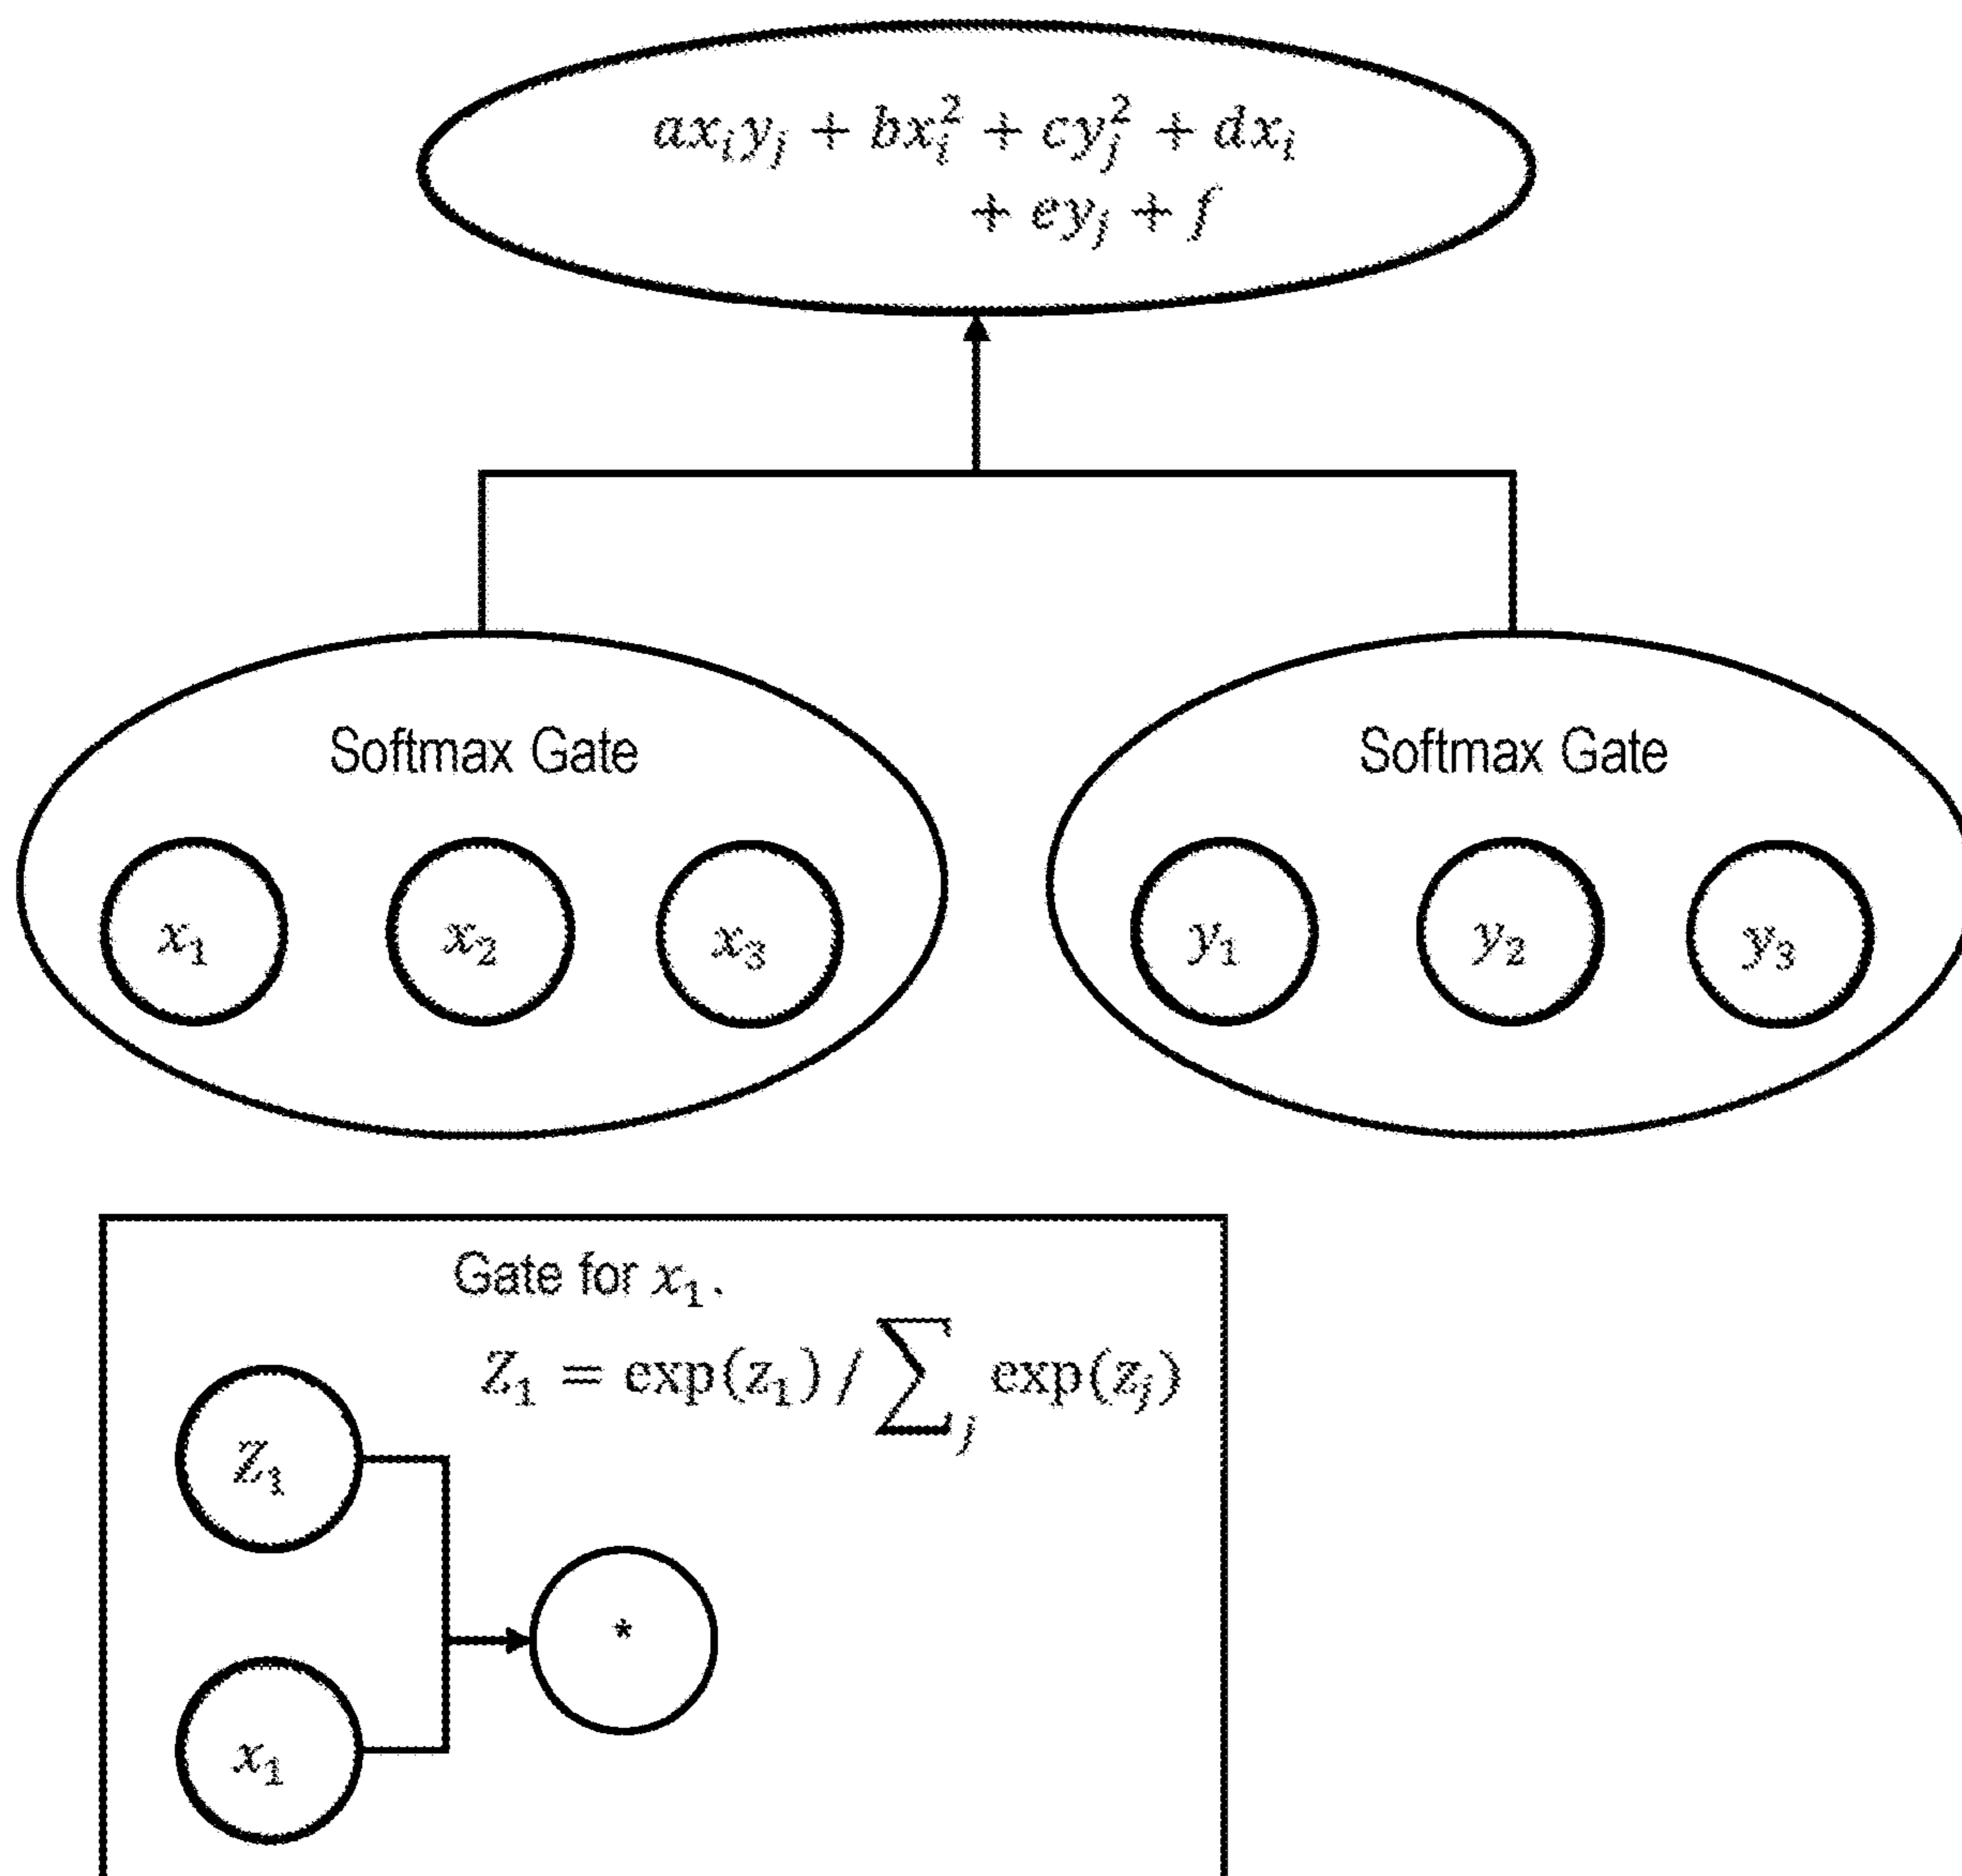 axᵢyⱼ + bxᵢ² + cyⱼ² + dxᵢ
+ eyⱼ + f
Softmax Gate
Softmax Gate
x₁ x₂ x₃ y₁ y₂ y₃
Gate for x₁.
Z₁ = exp(z₁) / ∑ⱼ exp(zⱼ)
Z₁
*
x₁